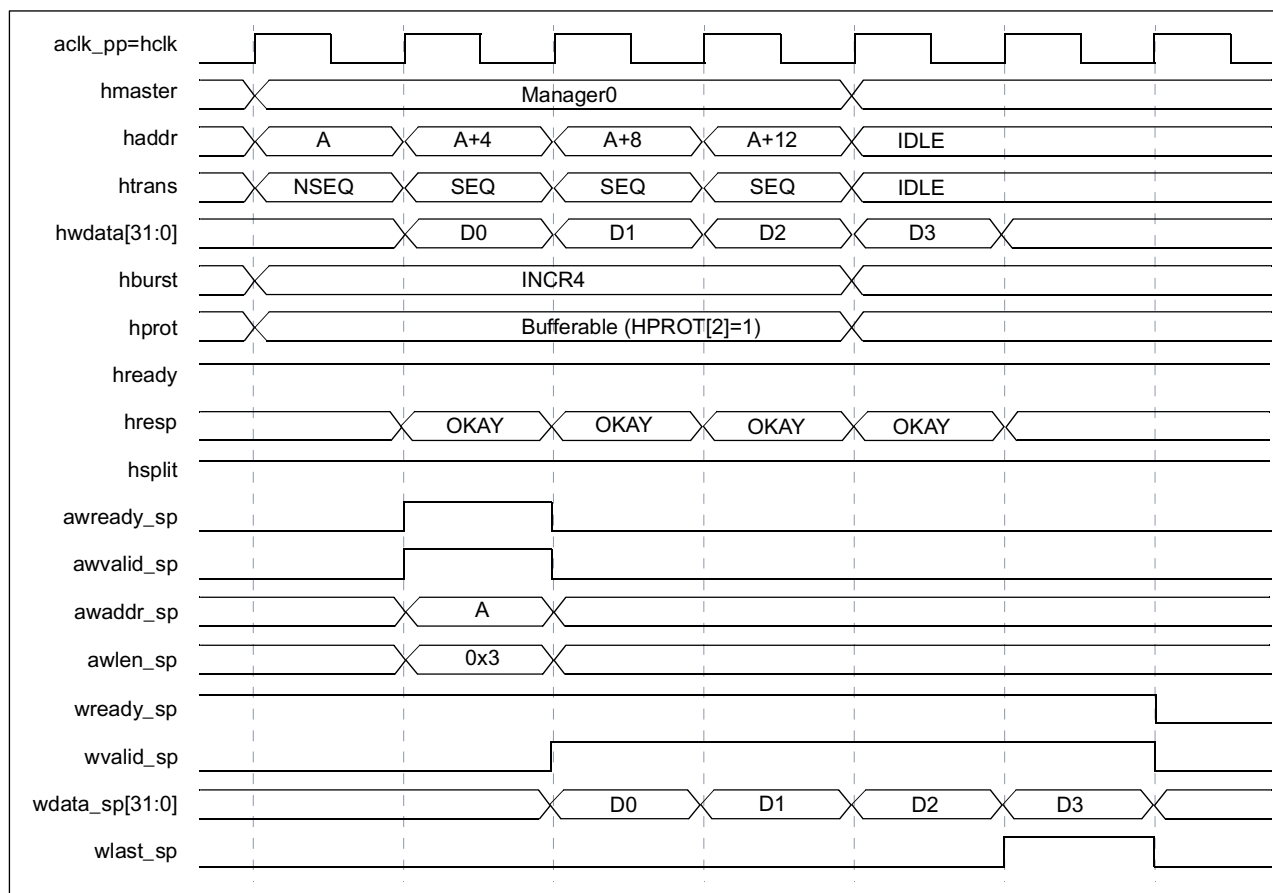 aclk_pp=hclk
hmaster Manager0
haddr A A+4 A+8 A+12 IDLE
htrans NSEQ SEQ SEQ SEQ IDLE
hwdata[31:0] D0 D1 D2 D3
hburst INCR4
hprot Bufferable (HPROT[2]=1)
hready
hresp OKAY OKAY OKAY OKAY
hsplit
awready_sp
awvalid_sp
awaddr_sp A
awlen_sp 0x3
wready_sp
wvalid_sp
wdata_sp[31:0] D0 D1 D2 D3
wlast_sp